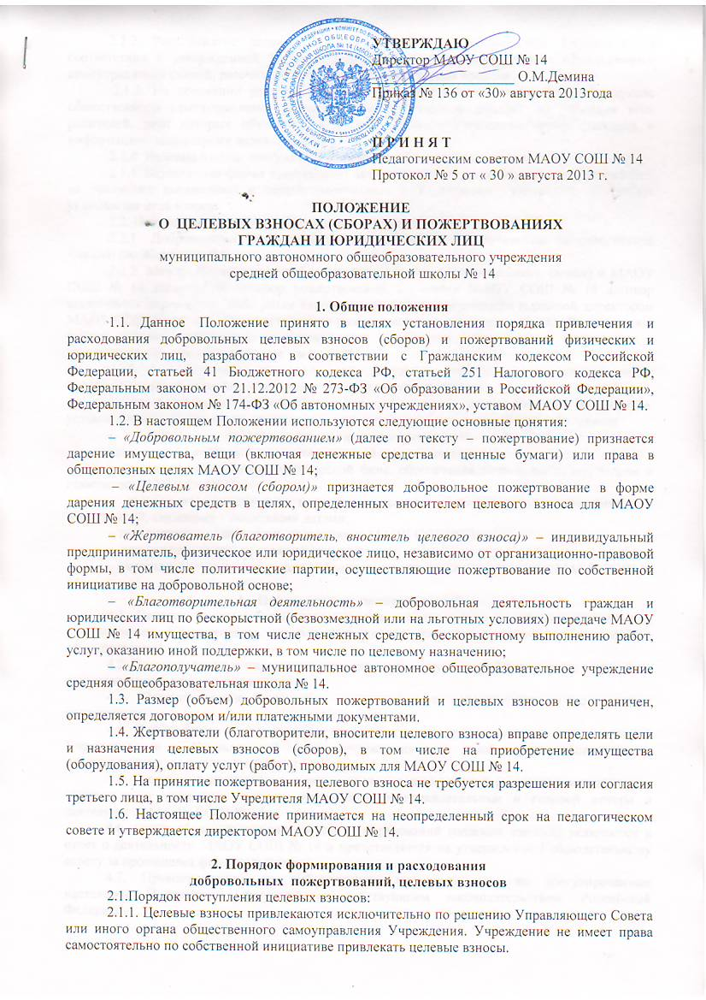 УТВЕРЖДАЮ
Директор МАОУ СОШ № 14
____________________ О.М.Демина
Приказ № 136 от «30» августа 2013года
П Р И Н Я Т
Педагогическим советом МАОУ СОШ № 14
Протокол № 5 от « 30 » августа 2013 г.
ПОЛОЖЕНИЕ
О ЦЕЛЕВЫХ ВЗНОСАХ (СБОРАХ) И ПОЖЕРТВОВАНИЯХ
ГРАЖДАН И ЮРИДИЧЕСКИХ ЛИЦ
муниципального автономного общеобразовательного учреждения
средней общеобразовательной школы № 14
1. Общие положения
1.1. Данное Положение принято в целях установления порядка привлечения и
расходования добровольных целевых взносов (сборов) и пожертвований физических и
юридических лиц, разработано в соответствии с Гражданским кодексом Российской
Федерации, статьей 41 Бюджетного кодекса РФ, статьей 251 Налогового кодекса РФ,
Федеральным законом от 21.12.2012 № 273-ФЗ «Об образовании в Российской Федерации»,
Федеральным законом № 174-ФЗ «Об автономных учреждениях», уставом МАОУ СОШ № 14.
1.2. В настоящем Положении используются следующие основные понятия:
– «Добровольным пожертвованием» (далее по тексту – пожертвование) признается
дарение имущества, вещи (включая денежные средства и ценные бумаги) или права в
общеполезных целях МАОУ СОШ № 14;
– «Целевым взносом (сбором)» признается добровольное пожертвование в форме
дарения денежных средств в целях, определенных вносителем целевого взноса для МАОУ
СОШ № 14;
– «Жертвователь (благотворитель, вноситель целевого взноса)» – индивидуальный
предприниматель, физическое или юридическое лицо, независимо от организационно-правовой
формы, в том числе политические партии, осуществляющие пожертвование по собственной
инициативе на добровольной основе;
– «Благотворительная деятельность» – добровольная деятельность граждан и
юридических лиц по бескорыстной (безвозмездной или на льготных условиях) передаче МАОУ
СОШ № 14 имущества, в том числе денежных средств, бескорыстному выполнению работ,
услуг, оказанию иной поддержки, в том числе по целевому назначению;
– «Благополучатель» – муниципальное автономное общеобразовательное учреждение
средняя общеобразовательная школа № 14.
1.3. Размер (объем) добровольных пожертвований и целевых взносов не ограничен,
определяется договором и/или платежными документами.
1.4. Жертвователи (благотворители, вносители целевого взноса) вправе определять цели
и назначения целевых взносов (сборов), в том числе на приобретение имущества
(оборудования), оплату услуг (работ), проводимых для МАОУ СОШ № 14.
1.5. На принятие пожертвования, целевого взноса не требуется разрешения или согласия
третьего лица, в том числе Учредителя МАОУ СОШ № 14.
1.6. Настоящее Положение принимается на неопределенный срок на педагогическом
совете и утверждается директором МАОУ СОШ № 14.
2. Порядок формирования и расходования
добровольных пожертвований, целевых взносов
2.1.Порядок поступления целевых взносов:
2.1.1. Целевые взносы привлекаются исключительно по решению Управляющего Совета
или иного органа общественного самоуправления Учреждения. Учреждение не имеет права
самостоятельно по собственной инициативе привлекать целевые взносы.